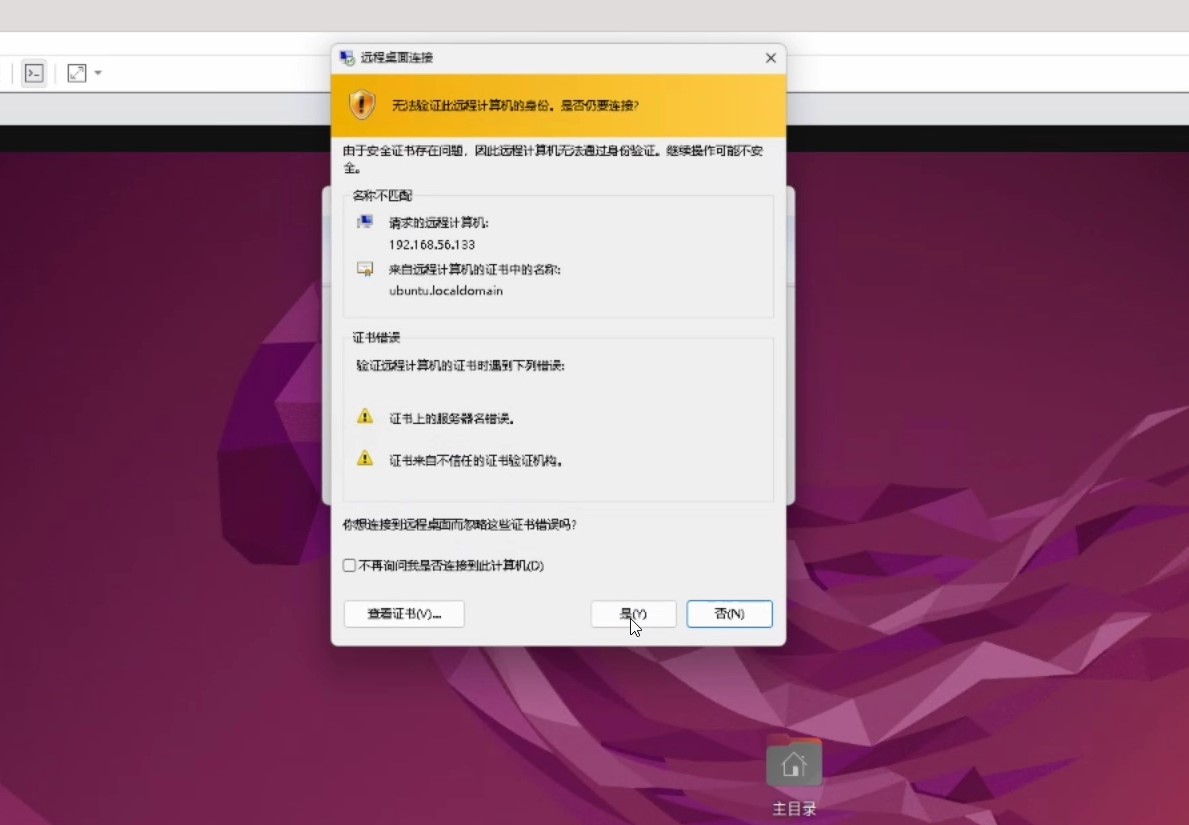 远程桌面连接
无法验证此远程计算机的身份。是否仍要连接?
由于安全证书存在问题，因此远程计算机无法通过身份验证。继续操作可能不安
全。
名称不匹配
请求的远程计算机:
192.168.56.133
来自远程计算机的证书中的名称:
ubuntu.localdomain
证书错误
验证远程计算机的证书时遇到下列错误:
证书上的服务器名错误。
证书来自不信任的证书验证机构。
你想连接到远程桌面而忽略这些证书错误吗?
不再询问我是否连接到此计算机(D)
查看证书(V)...
是(Y)
否(N)
主目录